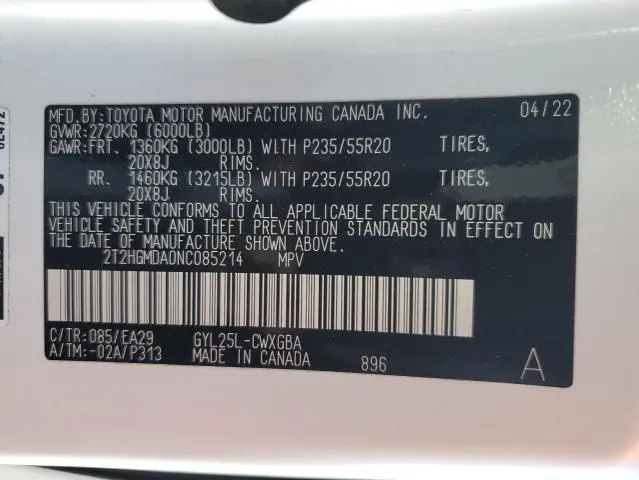 MFD.BY:TOYOTA MOTOR MANUFACTURING CANADA INC. 04/22
GVWR:2720KG (6000LB)
GAWR:FRT. 1360KG (3000LB) WITH P235/55R20 TIRES,
20X8J RIMS.
RR. 1460KG (3215LB) WITH P235/55R20 TIRES,
20X8J RIMS.
THIS VEHICLE CONFORMS TO ALL APPLICABLE FEDERAL MOTOR
VEHICLE SAFETY AND THEFT PREVENTION STANDARDS IN EFFECT ON
THE DATE OF MANUFACTURE SHOWN ABOVE.
2T2HGMDA0NC085214 MPV
C/TR:085/EA29 GYL25L-CWXGBA
A/TM:-02A/P313 MADE IN CANADA 896 A